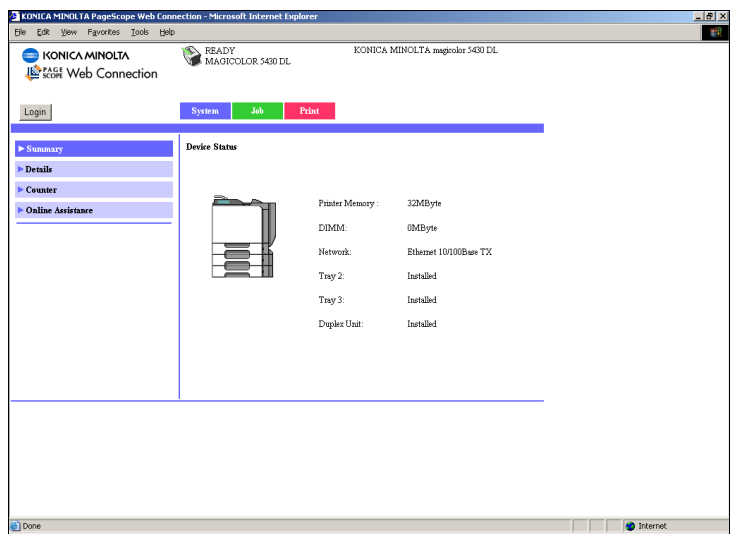 KONICA MINOLTA PageScope Web Connection - Microsoft Internet Explorer
File Edit View Favorites Tools Help
KONICA MINOLTA
PAGE SCOPE Web Connection
READY
MAGICOLOR 5430 DL
KONICA MINOLTA magicolor 5430 DL
Login
System Job Print
Summary
Details
Counter
Online Assistance
Device Status
Printer Memory : 32MByte
DIMM: 0MByte
Network: Ethernet 10/100Base TX
Tray 2: Installed
Tray 3: Installed
Duplex Unit: Installed
Done
Internet